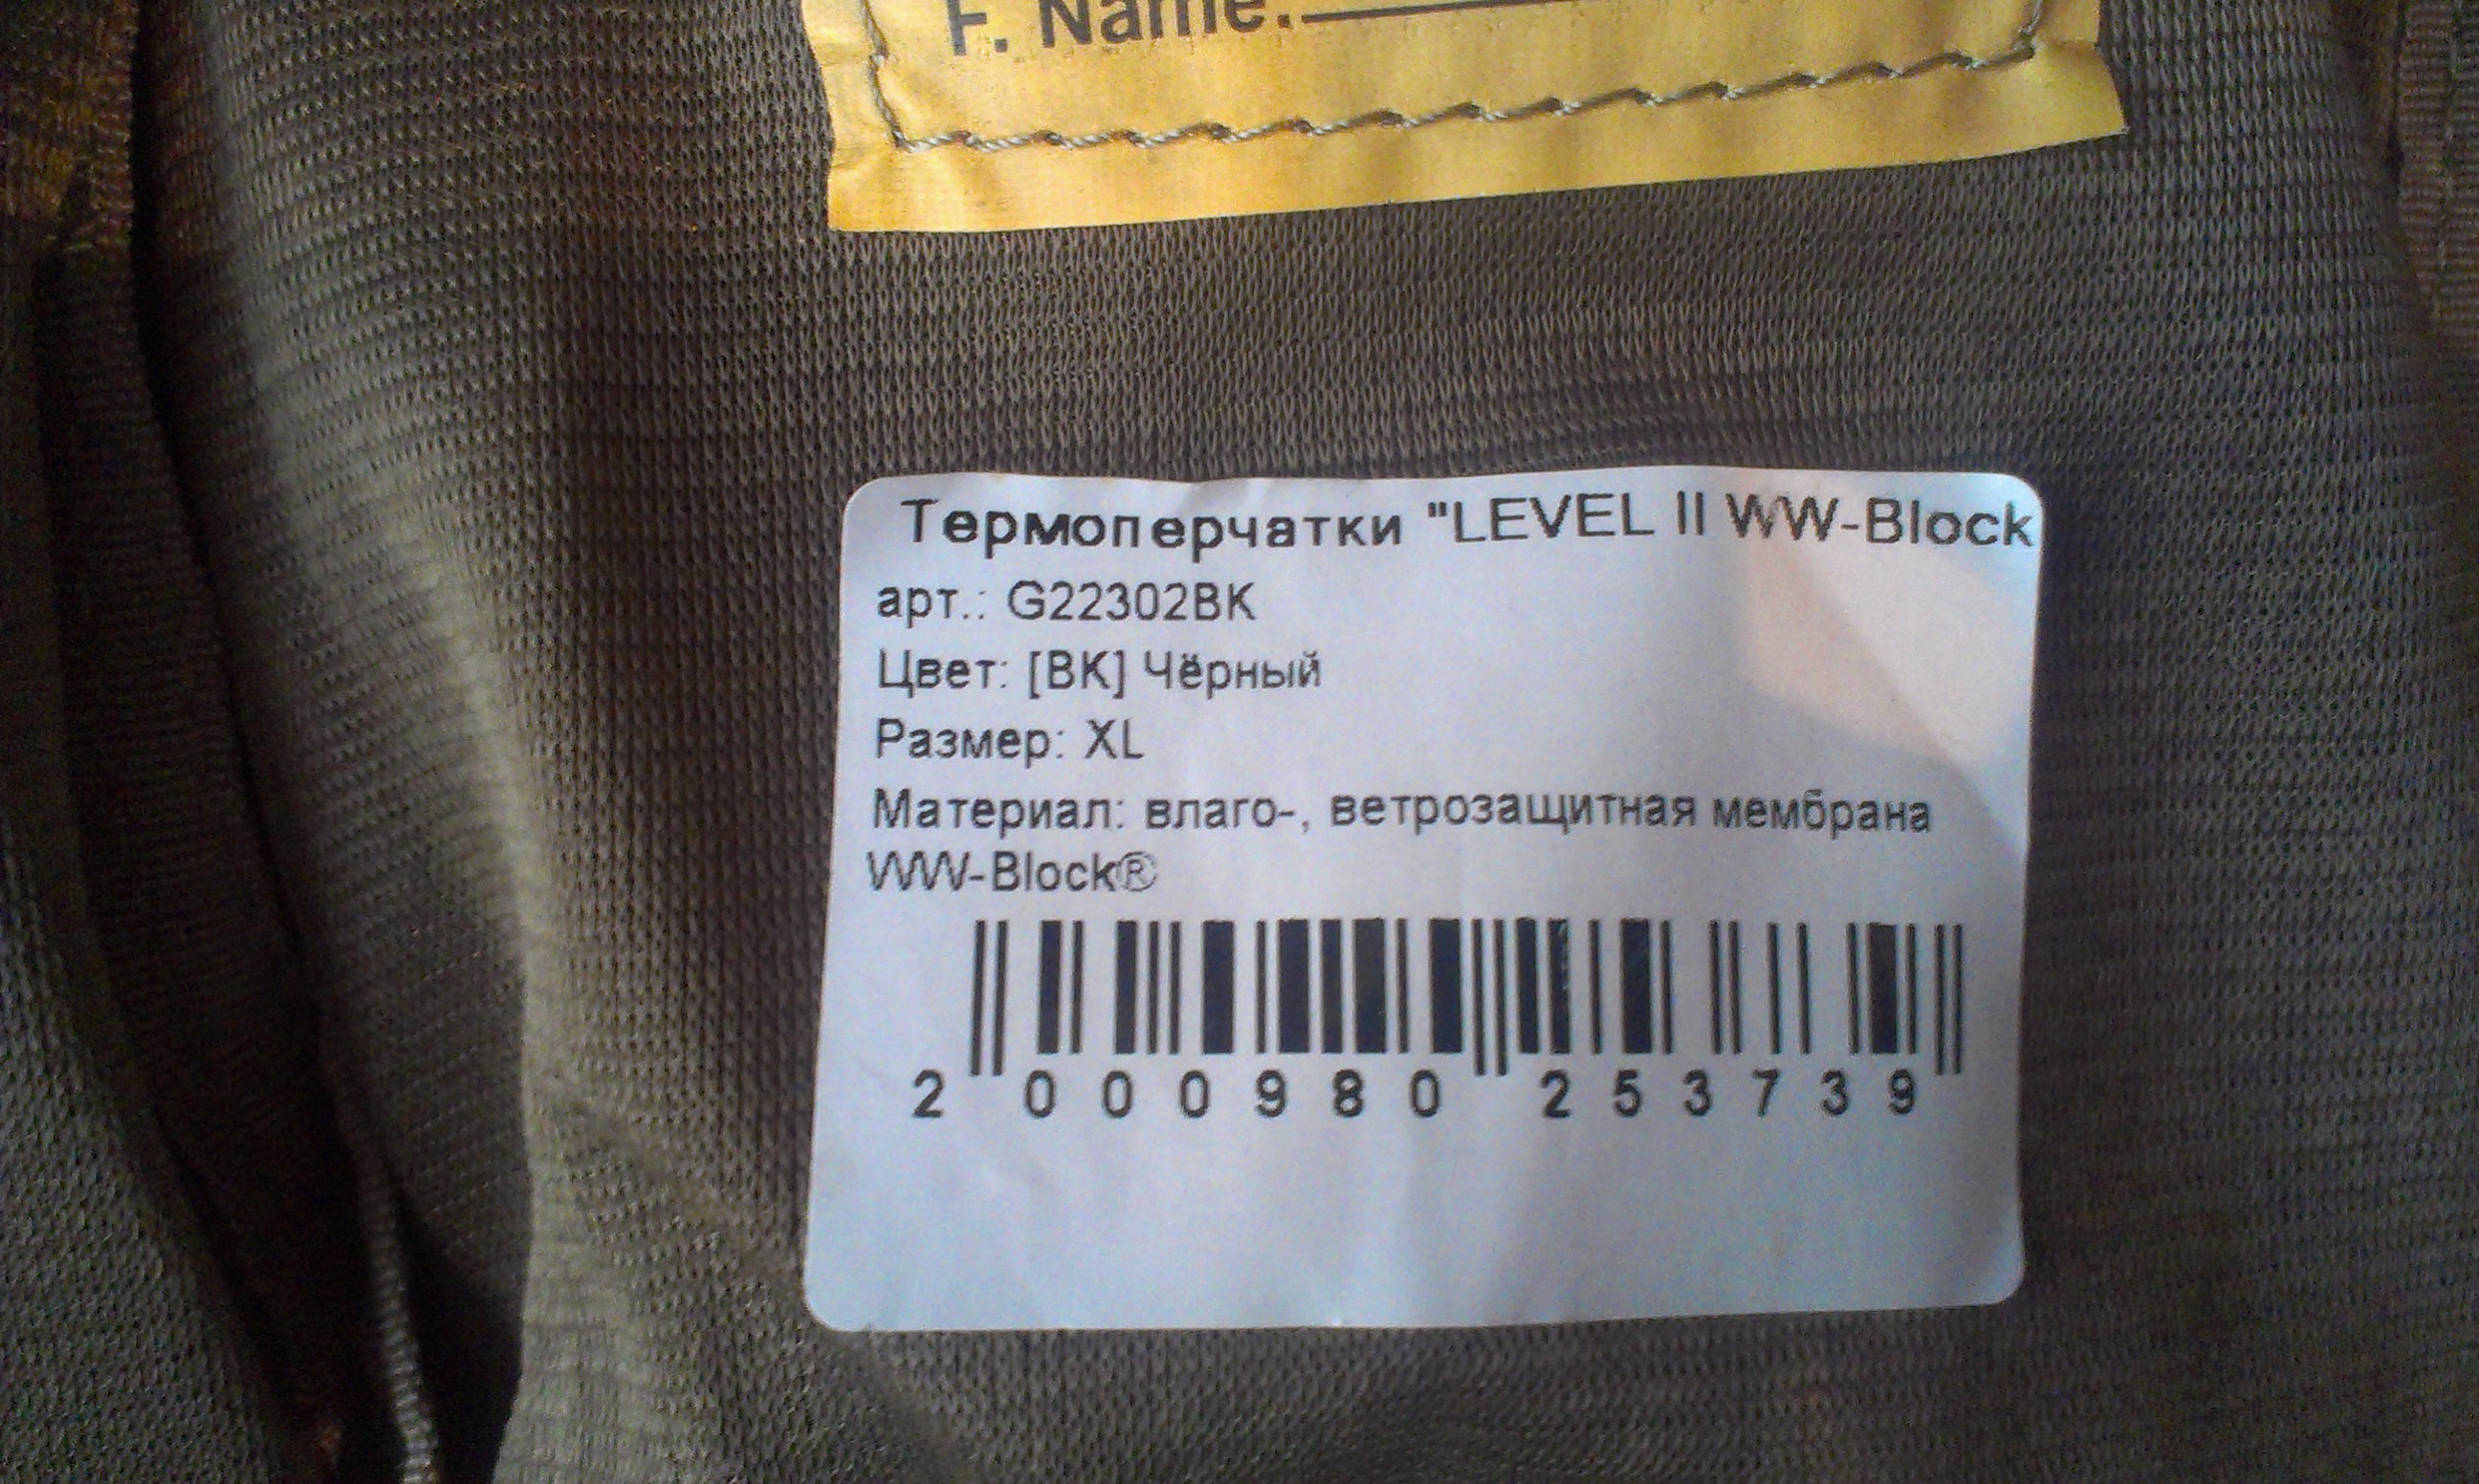 F. Name:
Термоперчатки "LEVEL II WW-Block
арт.: G22302BK
Цвет: [BK] Чёрный
Размер: XL
Материал: влаго-, ветрозащитная мембрана
WW-Block®
2 000980 253739